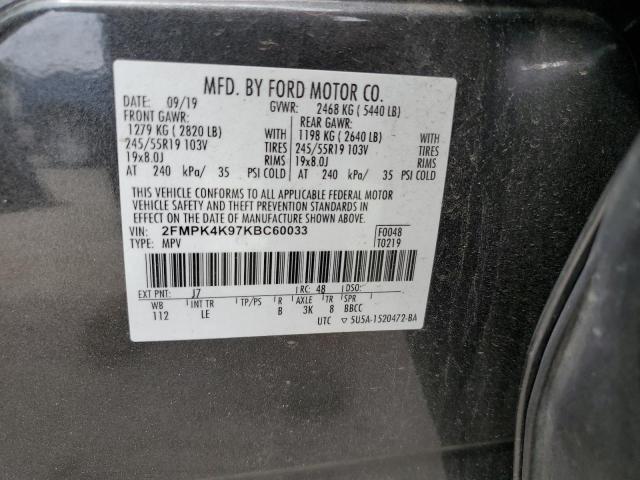 MFD. BY FORD MOTOR CO.
DATE: 09/19 GVWR: 2468 KG ( 5440 LB)
FRONT GAWR: REAR GAWR:
1279 KG ( 2820 LB) WITH 1198 KG ( 2640 LB) WITH
245/55R19 103V TIRES 245/55R19 103V TIRES
19x8.0J RIMS 19x8.0J RIMS
AT 240 kPa/ 35 PSI COLD AT 240 kPa/ 35 PSI COLD
THIS VEHICLE CONFORMS TO ALL APPLICABLE FEDERAL MOTOR
VEHICLE SAFETY AND THEFT PREVENTION STANDARDS IN
EFFECT ON THE DATE OF MANUFACTURE SHOWN ABOVE.
VIN: 2FMPK4K97KBC60033 F0048
TYPE: MPV T0219
EXT PNT: J7 RC: 48 DSO:
WB INT TR TP/PS R AXLE TR SPR
112 LE B 3K 8 BBCC
UTC ▽ 5U5A-1520472-BA